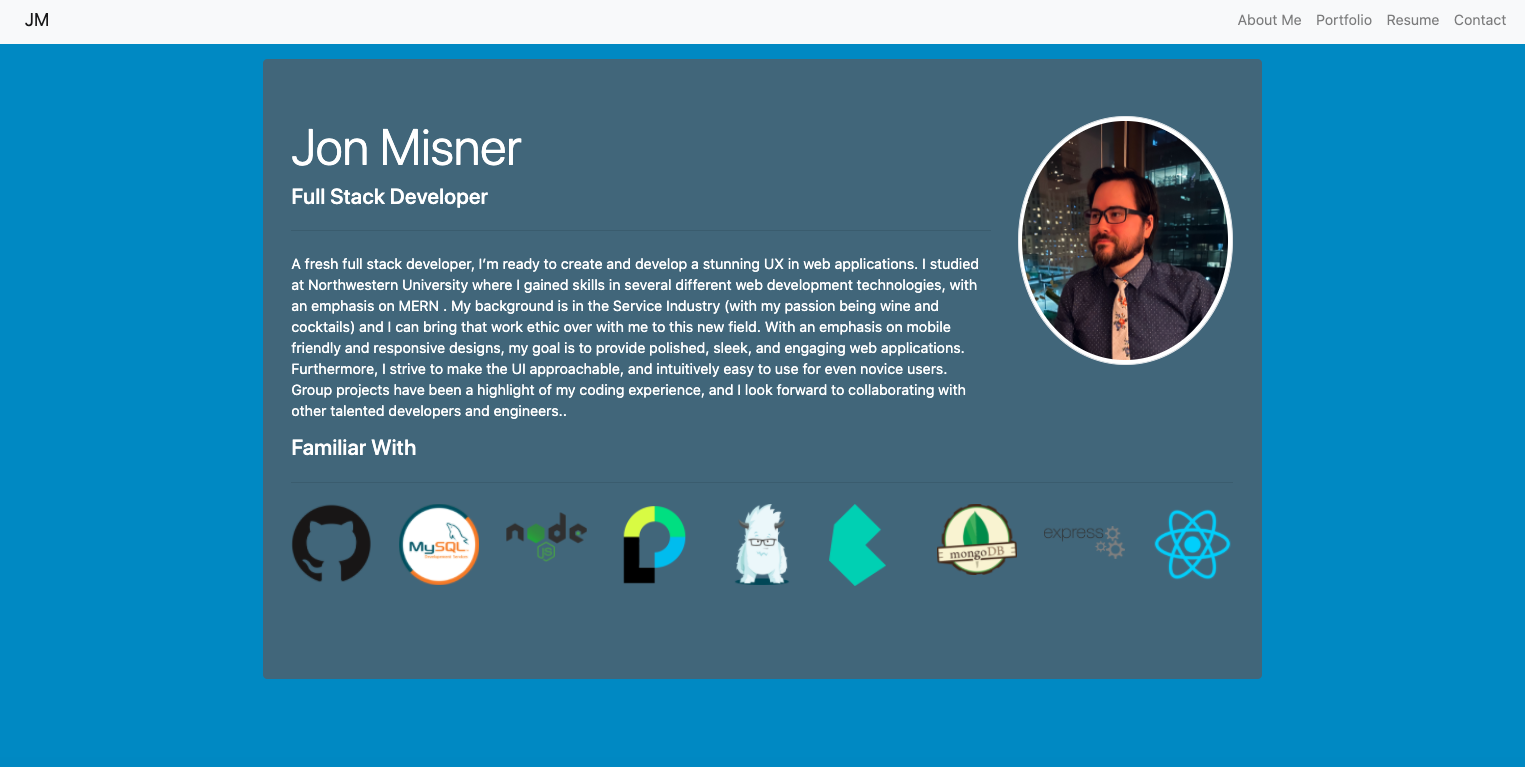 JM
About Me Portfolio Resume Contact
Jon Misner
Full Stack Developer
A fresh full stack developer, I’m ready to create and develop a stunning UX in web applications. I studied
at Northwestern University where I gained skills in several different web development technologies, with
an emphasis on MERN . My background is in the Service Industry (with my passion being wine and
cocktails) and I can bring that work ethic over with me to this new field. With an emphasis on mobile
friendly and responsive designs, my goal is to provide polished, sleek, and engaging web applications.
Furthermore, I strive to make the UI approachable, and intuitively easy to use for even novice users.
Group projects have been a highlight of my coding experience, and I look forward to collaborating with
other talented developers and engineers..
Familiar With
MySQL
node
JS
mongoDB
express